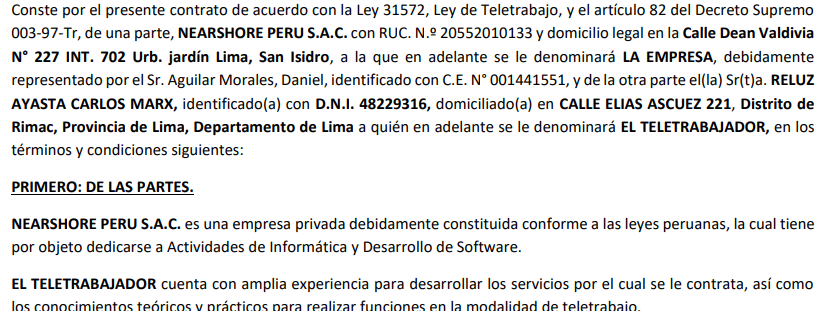 Conste por el presente contrato de acuerdo con la Ley 31572, Ley de Teletrabajo, y el artículo 82 del Decreto Supremo
003-97-Tr, de una parte, NEARSHORE PERU S.A.C. con RUC. N.º 20552010133 y domicilio legal en la Calle Dean Valdivia
N° 227 INT. 702 Urb. jardín Lima, San Isidro, a la que en adelante se le denominará LA EMPRESA, debidamente
representado por el Sr. Aguilar Morales, Daniel, identificado con C.E. N° 001441551, y de la otra parte el(la) Sr(t)a. RELUZ
AYASTA CARLOS MARX, identificado(a) con D.N.I. 48229316, domiciliado(a) en CALLE ELIAS ASCUEZ 221, Distrito de
Rimac, Provincia de Lima, Departamento de Lima a quién en adelante se le denominará EL TELETRABAJADOR, en los
términos y condiciones siguientes:
PRIMERO: DE LAS PARTES.
NEARSHORE PERU S.A.C. es una empresa privada debidamente constituida conforme a las leyes peruanas, la cual tiene
por objeto dedicarse a Actividades de Informática y Desarrollo de Software.
EL TELETRABAJADOR cuenta con amplia experiencia para desarrollar los servicios por el cual se le contrata, así como
los conocimientos teóricos y prácticos para realizar funciones en la modalidad de teletrabajo.